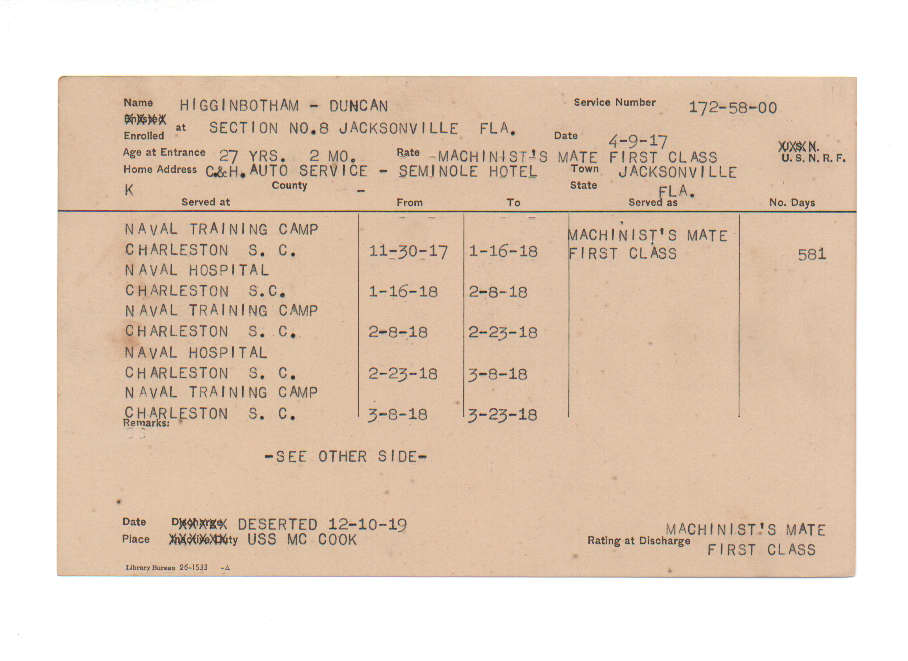 Name HIGGINBOTHAM - DUNCAN Service Number 172-58-00
Enrolled at SECTION NO.8 JACKSONVILLE FLA. Date 4-9-17
Age at Entrance 27 YRS. 2 MO. Rate -MACHINIST'S MATE FIRST CLASS U. S. N. R. F.
Home Address C.&H. AUTO SERVICE - SEMINOLE HOTEL Town JACKSONVILLE
K County - State FLA.
Served at From To Served as No. Days
NAVAL TRAINING CAMP - - - - MACHINIST'S MATE
CHARLESTON S. C. 11-30-17 1-16-18 FIRST CLASS 581
NAVAL HOSPITAL
CHARLESTON S.C. 1-16-18 2-8-18
NAVAL TRAINING CAMP
CHARLESTON S. C. 2-8-18 2-23-18
NAVAL HOSPITAL
CHARLESTON S. C. 2-23-18 3-8-18
NAVAL TRAINING CAMP
CHARLESTON S. C. 3-8-18 3-23-18
Remarks:
-SEE OTHER SIDE-
Date DESERTED 12-10-19 MACHINIST'S MATE
Place USS MC COOK Rating at Discharge FIRST CLASS
Library Bureau 26-1533 -A